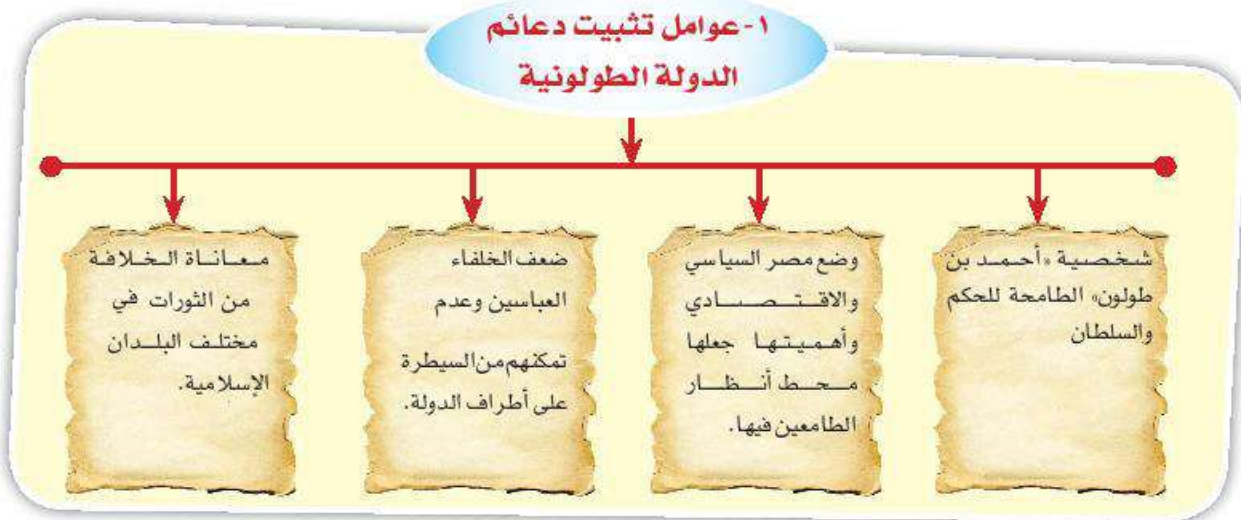 ١- عوامل تثبيت دعائم
الدولة الطولونية
شخصية «أحمد بن
طولون» الطامحة للحكم
والسلطان
وضع مصر السياسي
والاقتصادي
وأهميتها جعلها
محط أنظار
الطامعين فيها.
ضعف الخلفاء
العباسين وعدم
تمكنهم من السيطرة
على أطراف الدولة.
معاناة الخلافة
من الثورات في
مختلف البلدان
الإسلامية.